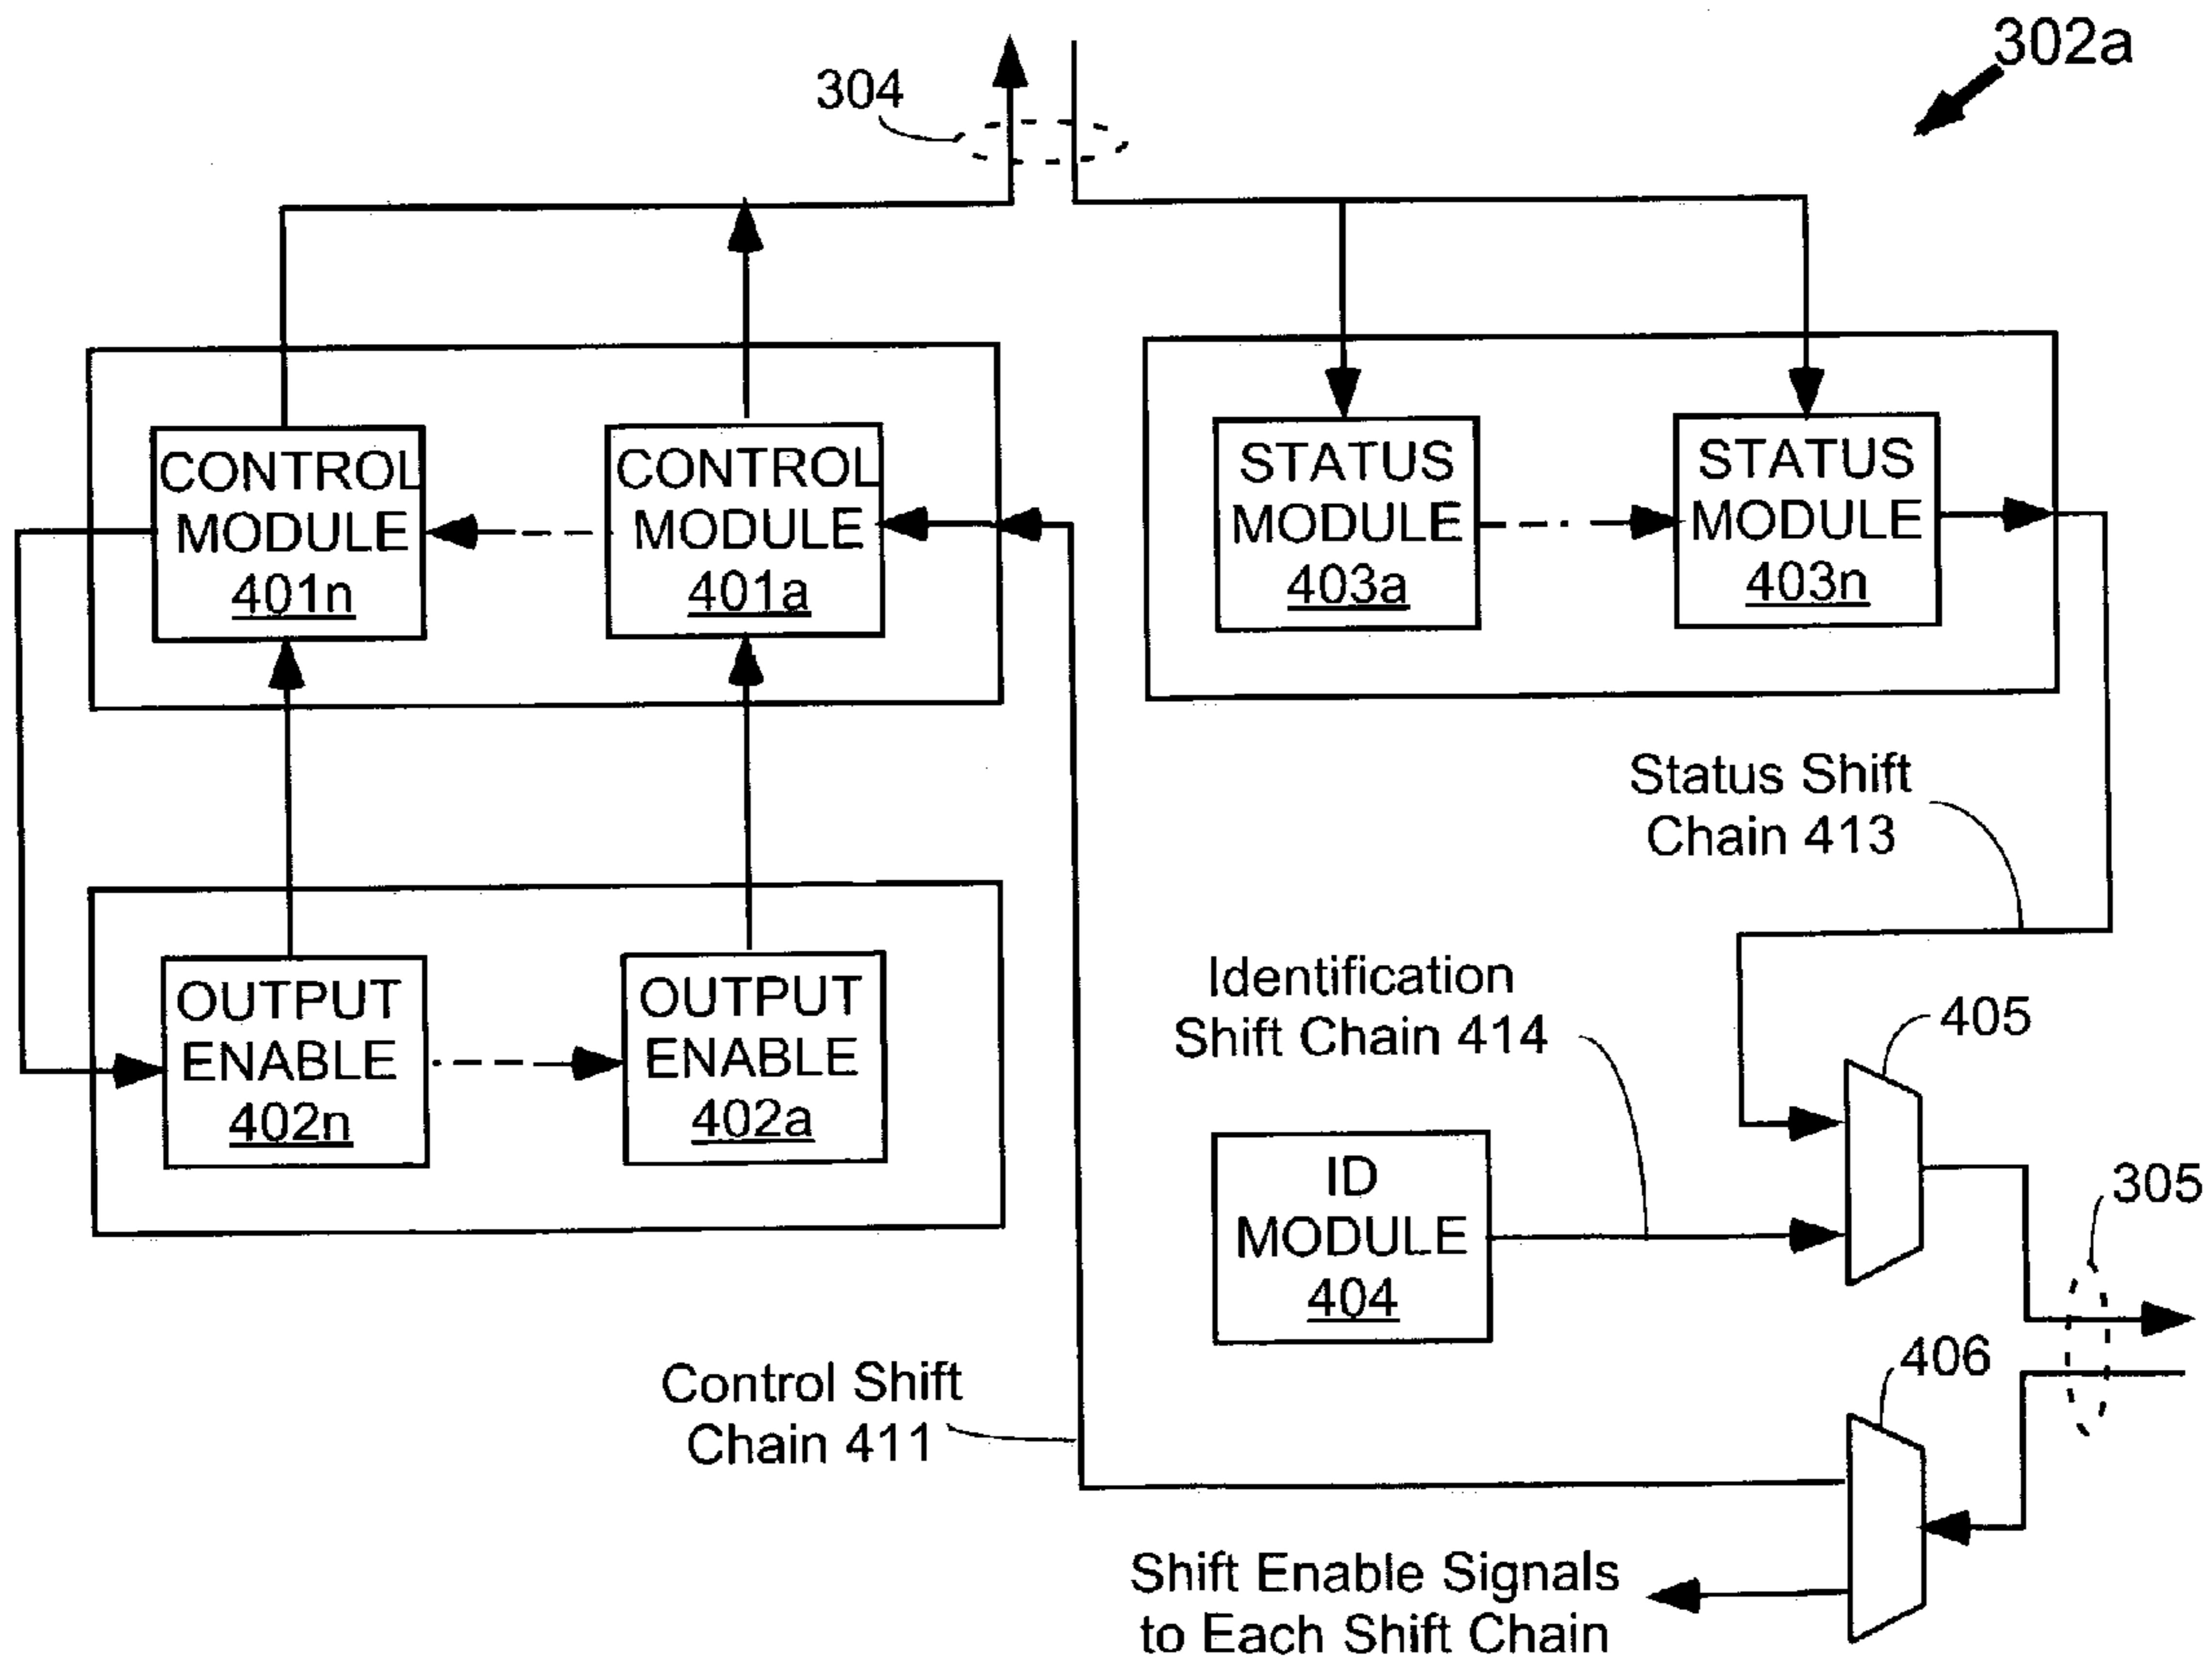 302a
304
CONTROL
MODULE
401n
CONTROL
MODULE
401a
STATUS
MODULE
403a
STATUS
MODULE
403n
Status Shift
Chain 413
OUTPUT
ENABLE
402n
OUTPUT
ENABLE
402a
Identification
Shift Chain 414
405
ID
MODULE
404
305
Control Shift
Chain 411
406
Shift Enable Signals
to Each Shift Chain